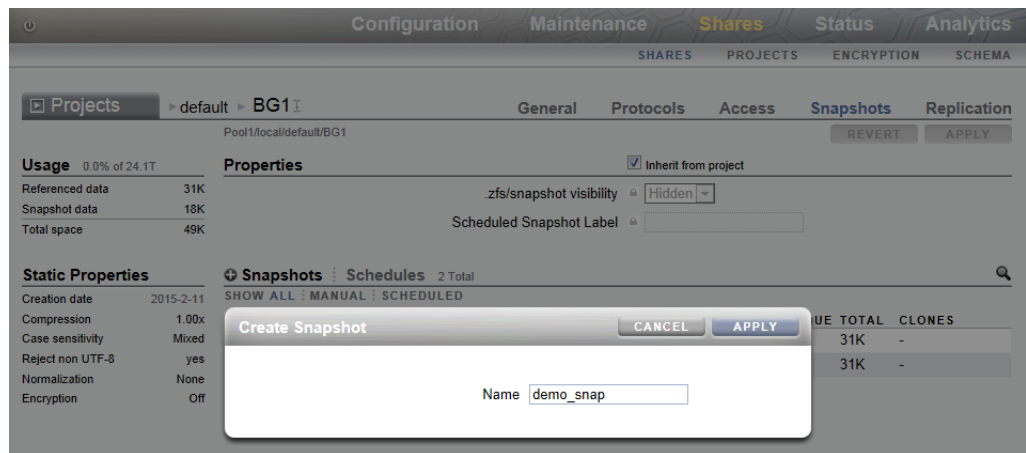 Configuration Maintenance Shares Status Analytics
SHARES PROJECTS ENCRYPTION SCHEMA
Projects default BG1 General Protocols Access Snapshots Replication
Pool1/local/default/BG1 REVERT APPLY
Usage 0.0% of 24.1T Properties Inherit from project
Referenced data 31K .zfs/snapshot visibility Hidden
Snapshot data 18K Scheduled Snapshot Label
Total space 49K
Static Properties Snapshots Schedules 2 Total
Creation date 2015-2-11 SHOW ALL MANUAL SCHEDULED
Compression 1.00x Create Snapshot CANCEL APPLY UE TOTAL CLONES
Case sensitivity Mixed 31K -
Reject non UTF-8 yes 31K -
Normalization None Name demo_snap
Encryption Off